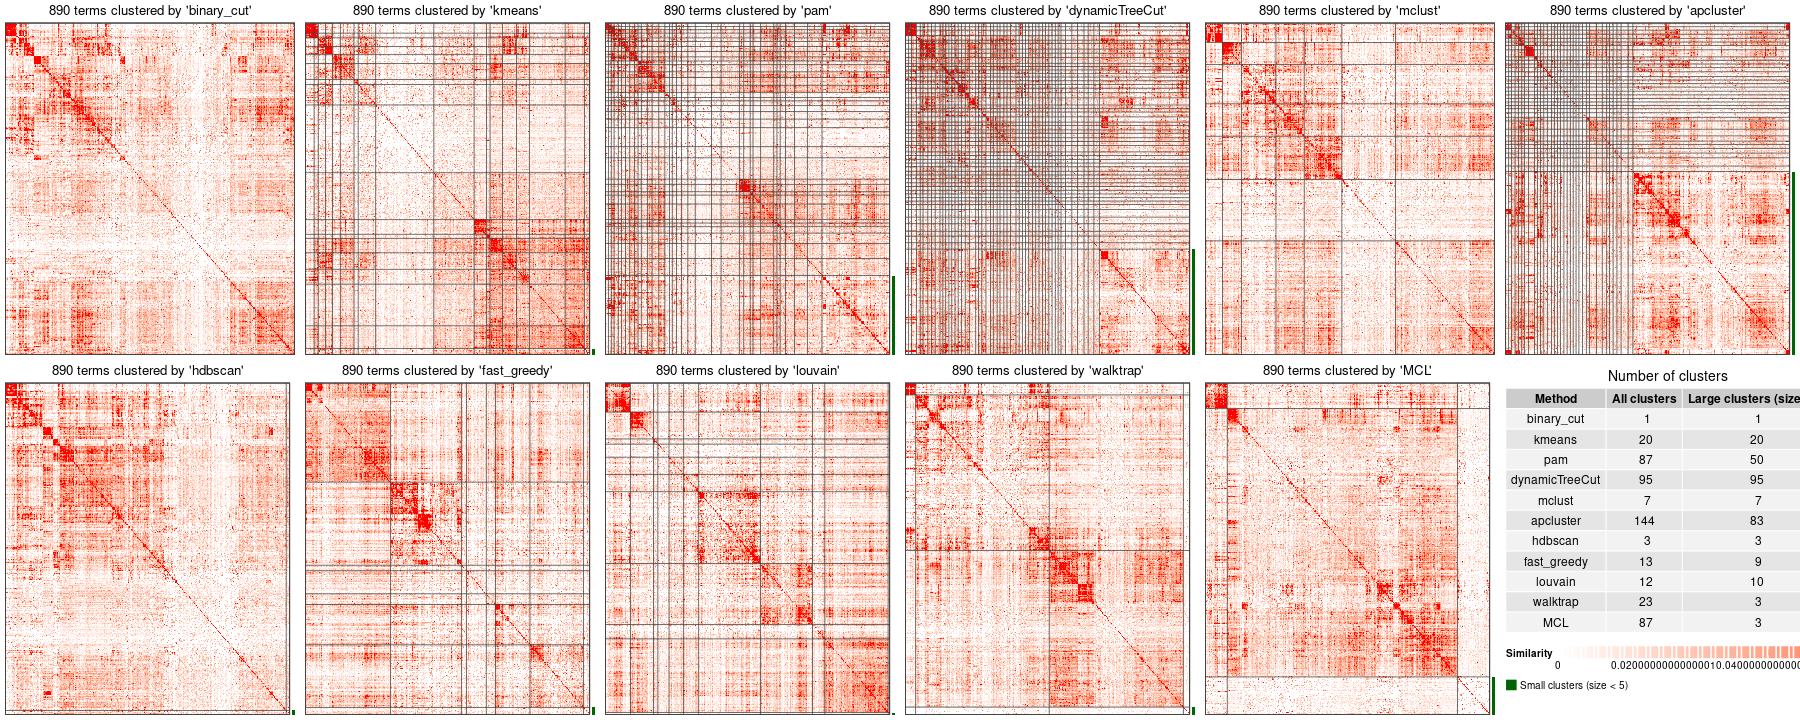 890 terms clustered by 'binary_cut'
890 terms clustered by 'kmeans'
890 terms clustered by 'pam'
890 terms clustered by 'dynamicTreeCut'
890 terms clustered by 'mclust'
890 terms clustered by 'apcluster'
890 terms clustered by 'hdbscan'
890 terms clustered by 'fast_greedy'
890 terms clustered by 'louvain'
890 terms clustered by 'walktrap'
890 terms clustered by 'MCL'
Number of clusters
Method All clusters Large clusters (size
binary_cut 1 1
kmeans 20 20
pam 87 50
dynamicTreeCut 95 95
mclust 7 7
apcluster 144 83
hdbscan 3 3
fast_greedy 13 9
louvain 12 10
walktrap 23 3
MCL 87 3
Similarity
0
Small clusters (size < 5)